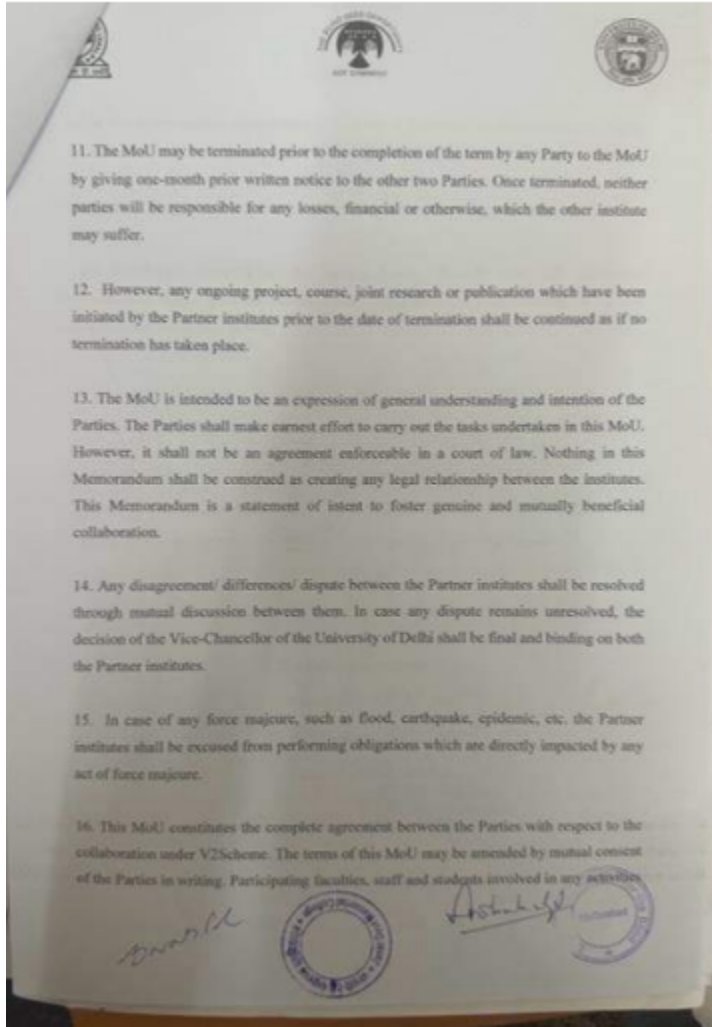 11. The MoU may be terminated prior to the completion of the term by any Party to the MoU
by giving one-month prior written notice to the other two Parties. Once terminated, neither
parties will be responsible for any losses, financial or otherwise, which the other institute
may suffer.
12. However, any ongoing project, course, joint research or publication which have been
initiated by the Partner institutes prior to the date of termination shall be continued as if no
termination has taken place.
13. The MoU is intended to be an expression of general understanding and intention of the
Parties. The Parties shall make earnest effort to carry out the tasks undertaken in this MoU.
However, it shall not be an agreement enforceable in a court of law. Nothing in this
Memorandum shall be construed as creating any legal relationship between the institutes.
This Memorandum is a statement of intent to foster genuine and mutually beneficial
collaboration.
14. Any disagreement/ differences/ dispute between the Partner institutes shall be resolved
through mutual discussion between them. In case any dispute remains unresolved, the
decision of the Vice-Chancellor of the University of Delhi shall be final and binding on both
the Partner institutes.
15. In case of any force majeure, such as flood, earthquake, epidemic, etc. the Partner
institutes shall be excused from performing obligations which are directly impacted by any
act of force majeure.
16. This MoU constitutes the complete agreement between the Parties with respect to the
collaboration under V2Scheme. The terms of this MoU may be amended by mutual consent
of the Parties in writing. Participating faculties, staff and students involved in any activities